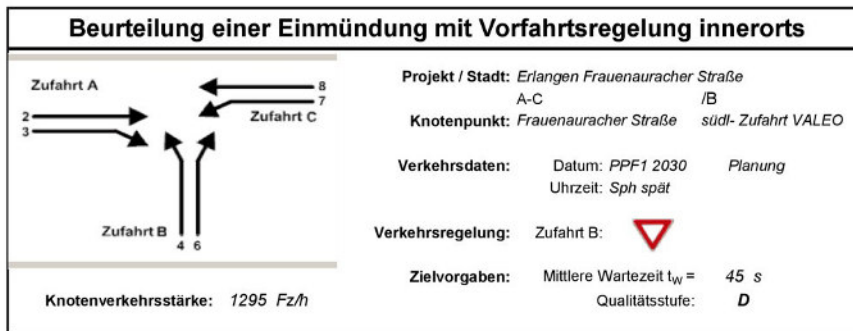 Beurteilung einer Einmündung mit Vorfahrtsregelung innerorts
Zufahrt A
8
7
Zufahrt C
2
3
Zufahrt B
4 6
Knotenverkehrsstärke: 1295 Fz/h
Projekt / Stadt: Erlangen Frauenauracher Straße
A-C /B
Knotenpunkt: Frauenauracher Straße südl- Zufahrt VALEO
Verkehrsdaten: Datum: PPF1 2030 Planung
Uhrzeit: Sph spät
Verkehrsregelung: Zufahrt B:
Zielvorgaben: Mittlere Wartezeit tW = 45 s
Qualitätsstufe: D